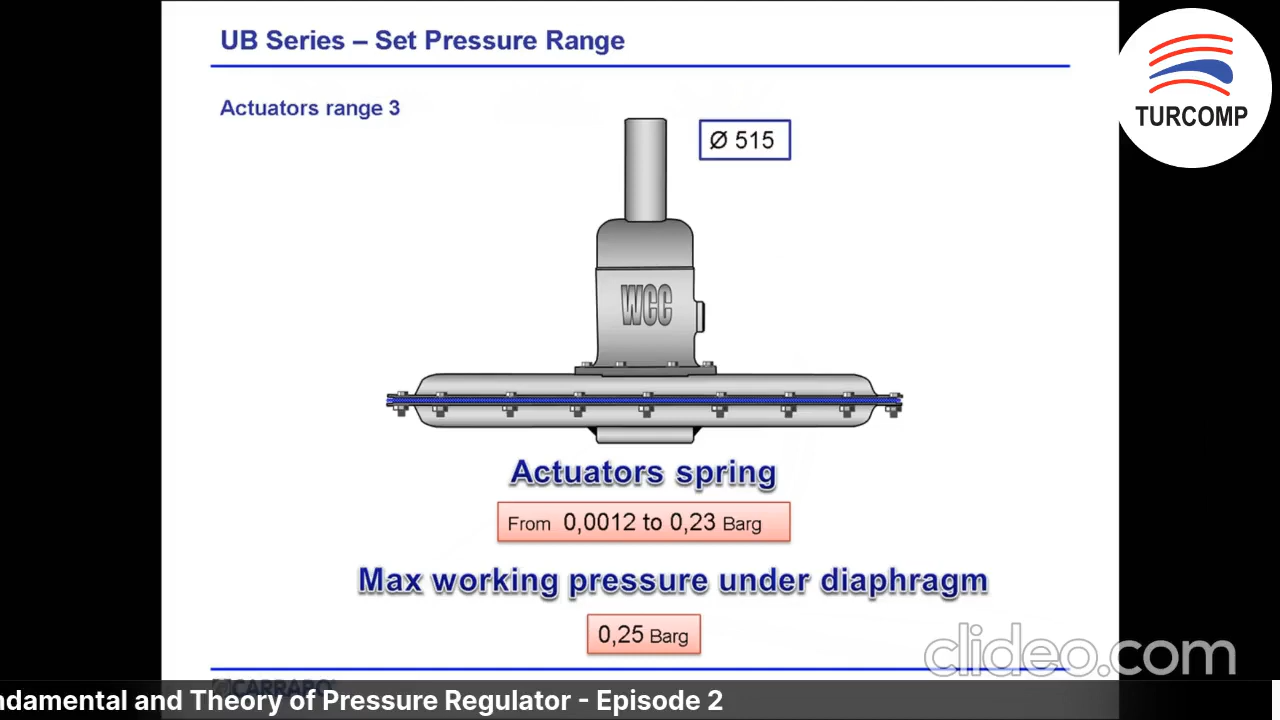 UB Series – Set Pressure Range
Actuators range 3
Ø 515
TURCOMP
WCC
Actuators spring
From 0,0012 to 0,23 Barg
Max working pressure under diaphragm
0,25 Barg
clideo.com
ndamental and Theory of Pressure Regulator - Episode 2